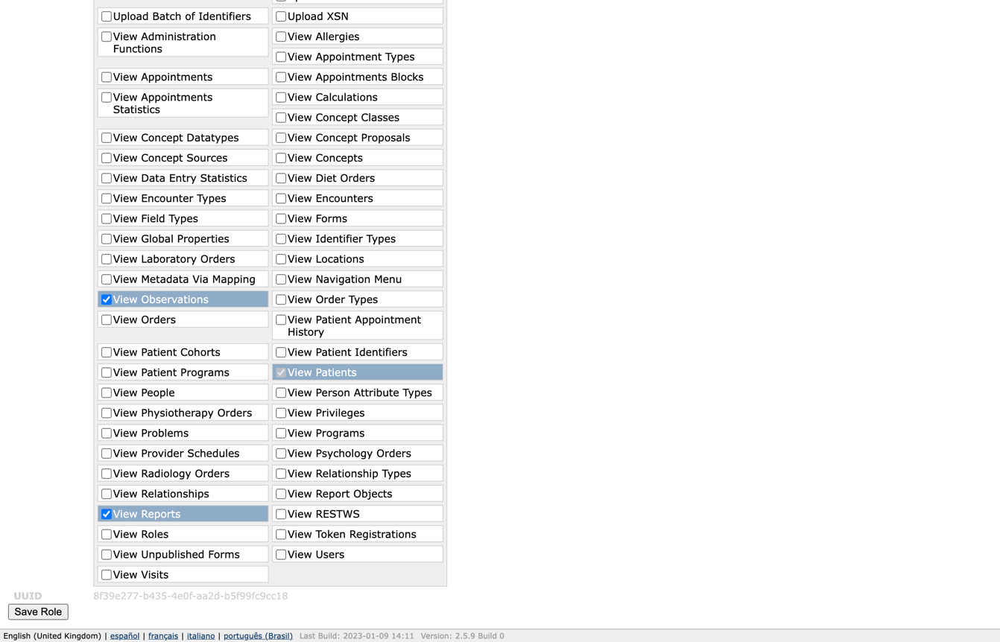 Upload Batch of Identifiers
Upload XSN
View Administration
Functions
View Allergies
View Appointment Types
View Appointments
View Appointments Blocks
View Appointments
Statistics
View Calculations
View Concept Classes
View Concept Datatypes
View Concept Proposals
View Concept Sources
View Concepts
View Data Entry Statistics
View Diet Orders
View Encounter Types
View Encounters
View Field Types
View Forms
View Global Properties
View Identifier Types
View Laboratory Orders
View Locations
View Metadata Via Mapping
View Navigation Menu
View Observations
View Order Types
View Orders
View Patient Appointment
History
View Patient Cohorts
View Patient Identifiers
View Patient Programs
View Patients
View People
View Person Attribute Types
View Physiotherapy Orders
View Privileges
View Problems
View Programs
View Provider Schedules
View Psychology Orders
View Radiology Orders
View Relationship Types
View Relationships
View Report Objects
View Reports
View RESTWS
View Roles
View Token Registrations
View Unpublished Forms
View Users
View Visits
UUID 8f39e277-b435-4e0f-aa2d-b5f99fc9cc18
Save Role
English (United Kingdom) | español | français | italiano | português (Brasil) Last Build: 2023-01-09 14:11 Version: 2.5.9 Build 0